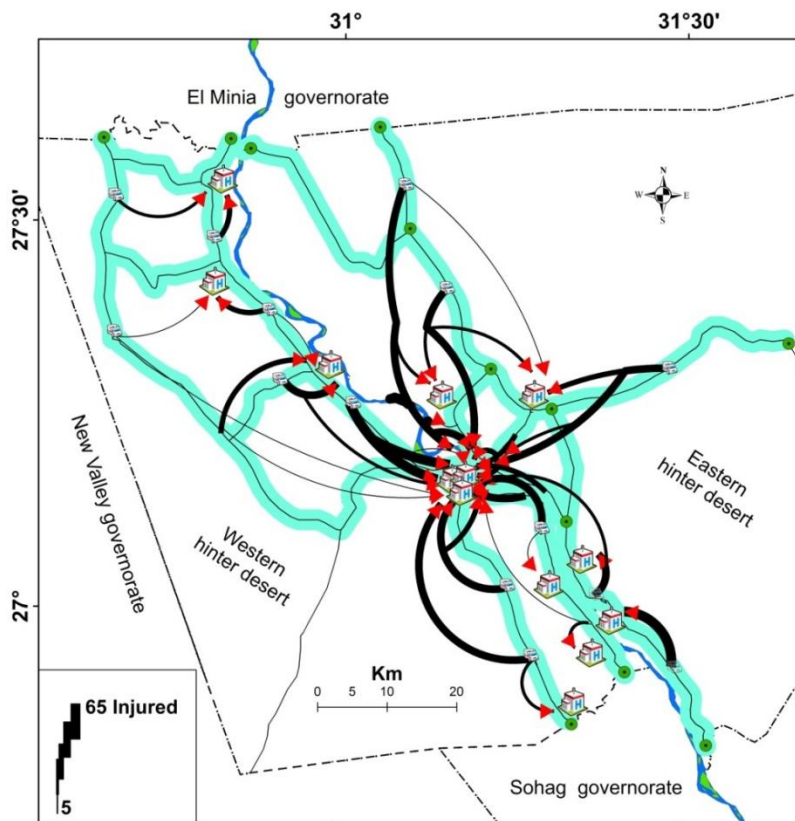 31°
31°30'
El Minia governorate
N
W E
S
27°30'
H
H
H
H
H
New Valley governorate
Eastern
hinter desert
Western
hinter desert
H
H
H
H
H
H
H
27°
Km
0 5 10 20
65 Injured
5
Sohag governorate